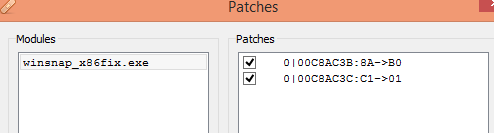 Patches
Modules
Patches
winsnap_x86fix.exe
0|00C8AC3B:8A->B0
0|00C8AC3C:C1->01